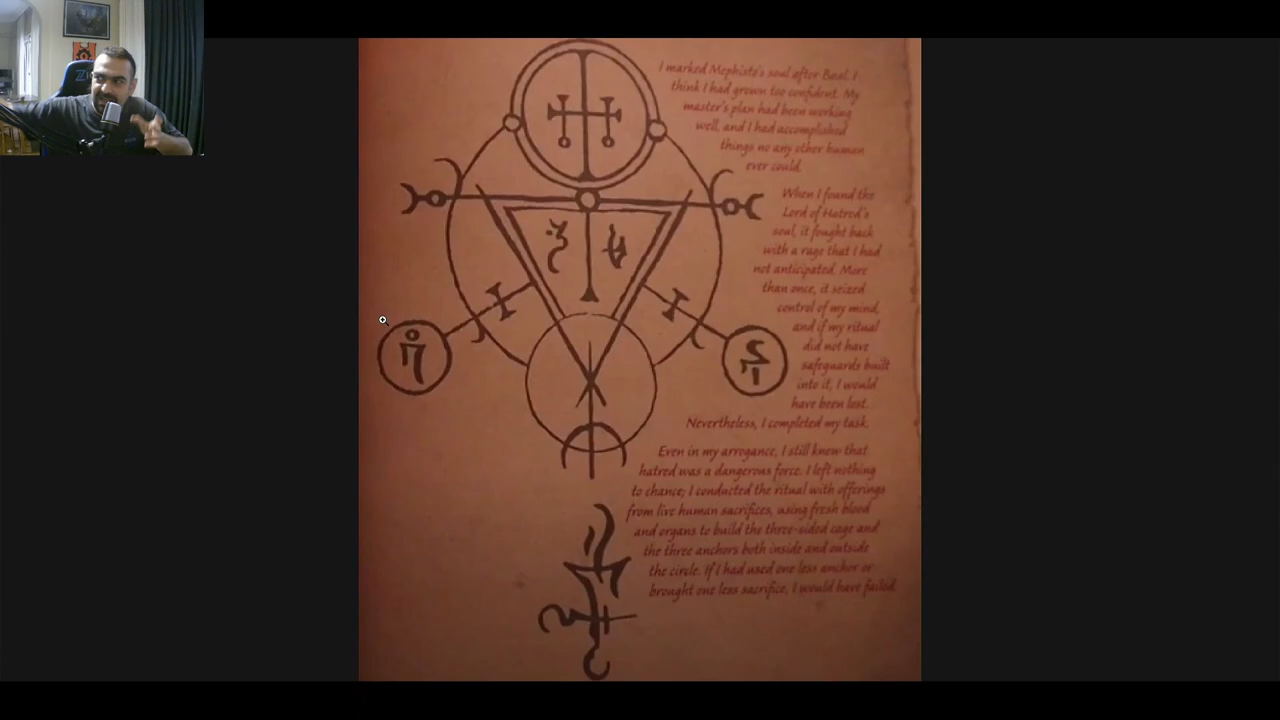 I marked Mephisto's soul after Baal. I
think I had grown too confident. My
master's plan had been working
well, and I had accomplished
things no any other human
ever could.
When I found the
Lord of Hatred's
soul, it fought back
with a rage that I had
not anticipated. More
than once, it seized
control of my mind,
and if my ritual
did not have
safeguards built
into it, I would
have been lost.
Nevertheless, I completed my task.
Even in my arrogance, I still knew that
hatred was a dangerous force. I left nothing
to chance; I conducted the ritual with offerings
from live human sacrifices, using fresh blood
and organs to build the three-sided cage and
the three anchors both inside and outside
the circle. If I had used one less anchor or
brought one less sacrifice, I would have failed.